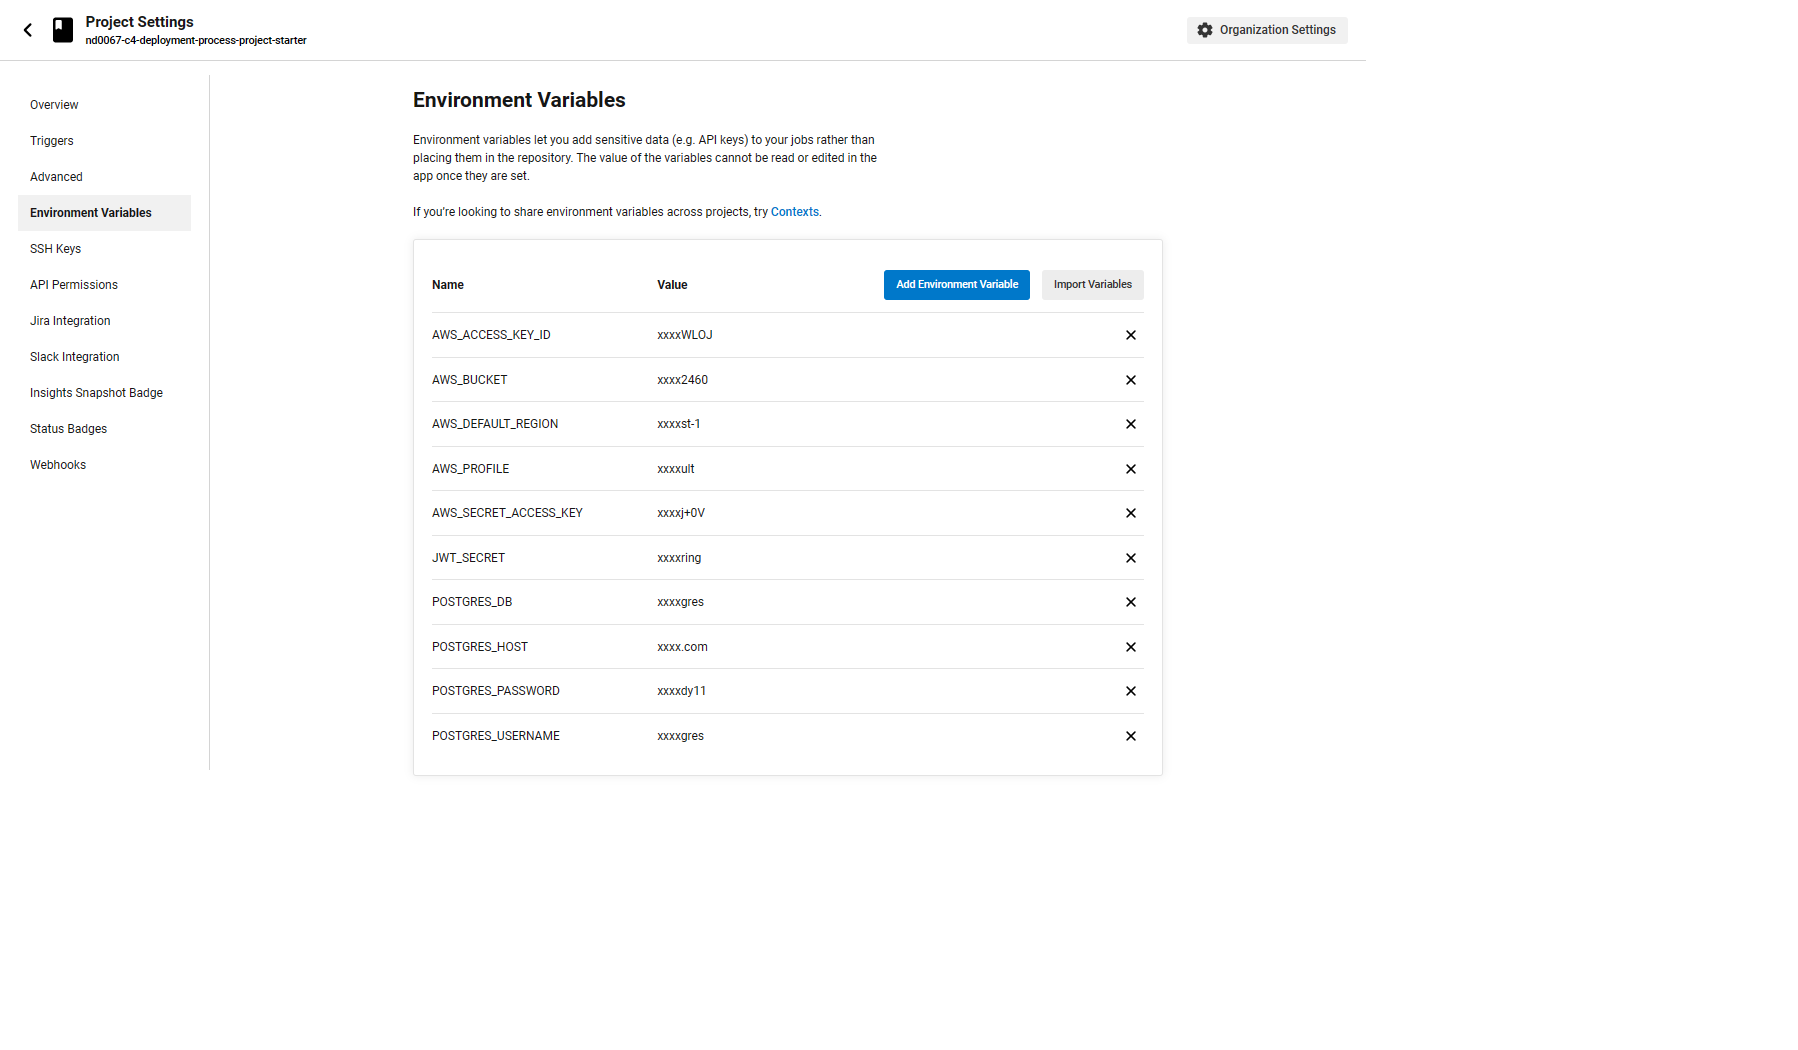 Project Settings
nd0067-c4-deployment-process-project-starter
Organization Settings
Overview
Triggers
Advanced
Environment Variables
SSH Keys
API Permissions
Jira Integration
Slack Integration
Insights Snapshot Badge
Status Badges
Webhooks
Environment Variables
Environment variables let you add sensitive data (e.g. API keys) to your jobs rather than
placing them in the repository. The value of the variables cannot be read or edited in the
app once they are set.
If you're looking to share environment variables across projects, try Contexts.
Name Value Add Environment Variable Import Variables
AWS_ACCESS_KEY_ID xxxxWLOJ
AWS_BUCKET xxxx2460
AWS_DEFAULT_REGION xxxxst-1
AWS_PROFILE xxxxult
AWS_SECRET_ACCESS_KEY xxxxj+0V
JWT_SECRET xxxxring
POSTGRES_DB xxxxgres
POSTGRES_HOST xxxx.com
POSTGRES_PASSWORD xxxxdy11
POSTGRES_USERNAME xxxxgres